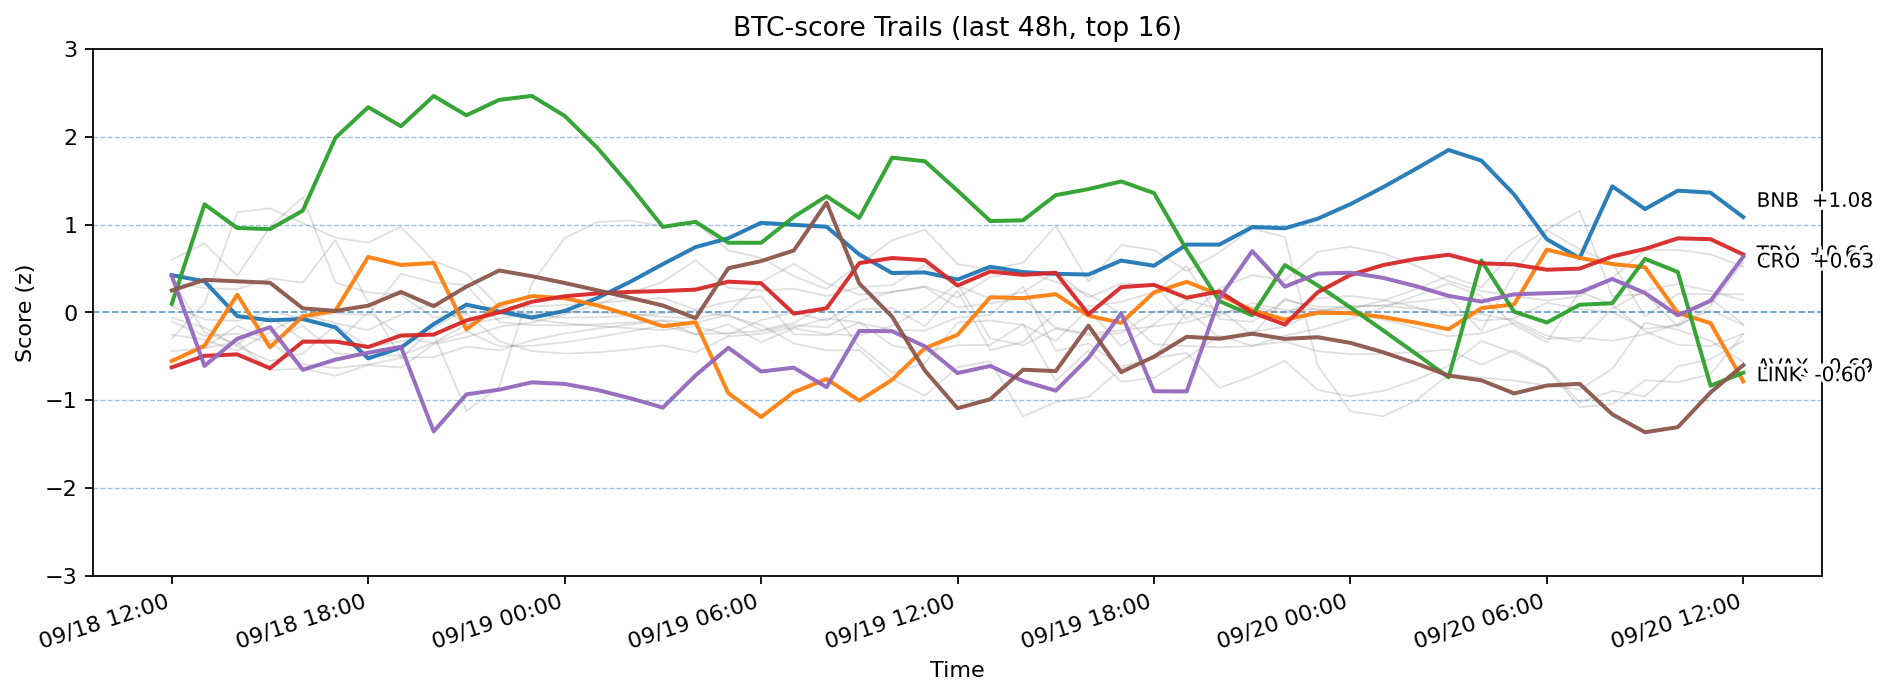 BTC-score Trails (last 48h, top 16)
3
2
1
0
−1
−2
−3
Score (z)
BNB +1.08
CRO +0.63
LINK -0.60
09/18 12:00
09/18 18:00
09/19 00:00
09/19 06:00
09/19 12:00
09/19 18:00
09/20 00:00
09/20 06:00
09/20 12:00
Time